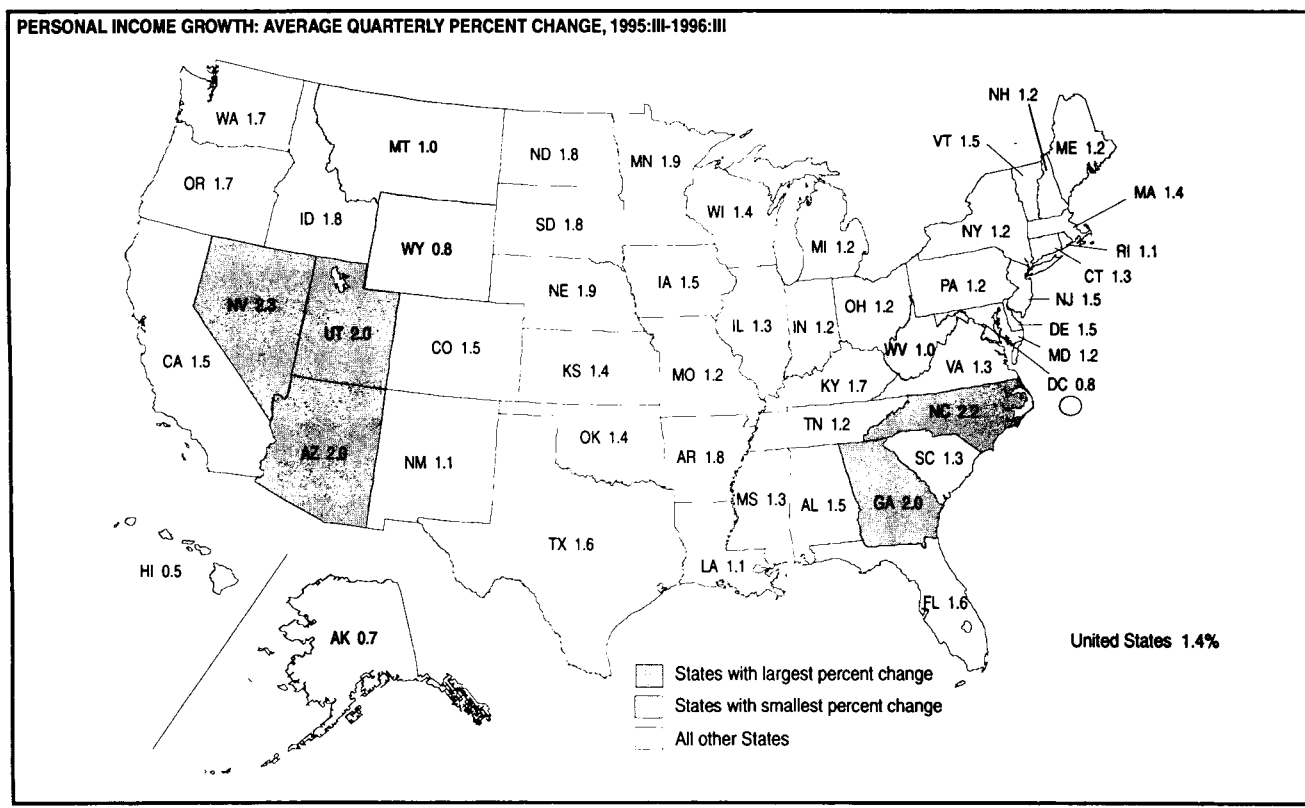 PERSONAL INCOME GROWTH: AVERAGE QUARTERLY PERCENT CHANGE, 1995:III-1996:III
WA 1.7
MT 1.0
ND 1.8
MN 1.9
NH 1.2
VT 1.5
ME 1.2
OR 1.7
ID 1.8
SD 1.8
WI 1.4
MA 1.4
WY 0.8
MI 1.2
NY 1.2
RI 1.1
CT 1.3
NV 2.3
UT 2.0
NE 1.9
IA 1.5
PA 1.2
NJ 1.5
IL 1.3
IN 1.2
OH 1.2
DE 1.5
CA 1.5
CO 1.5
KS 1.4
MO 1.2
WV 1.0
VA 1.3
MD 1.2
KY 1.7
DC 0.8
AZ 2.0
NM 1.1
OK 1.4
AR 1.8
TN 1.2
NC 2.2
SC 1.3
MS 1.3
AL 1.5
GA 2.0
TX 1.6
LA 1.1
HI 0.5
FL 1.6
AK 0.7
United States 1.4%
States with largest percent change
States with smallest percent change
All other States